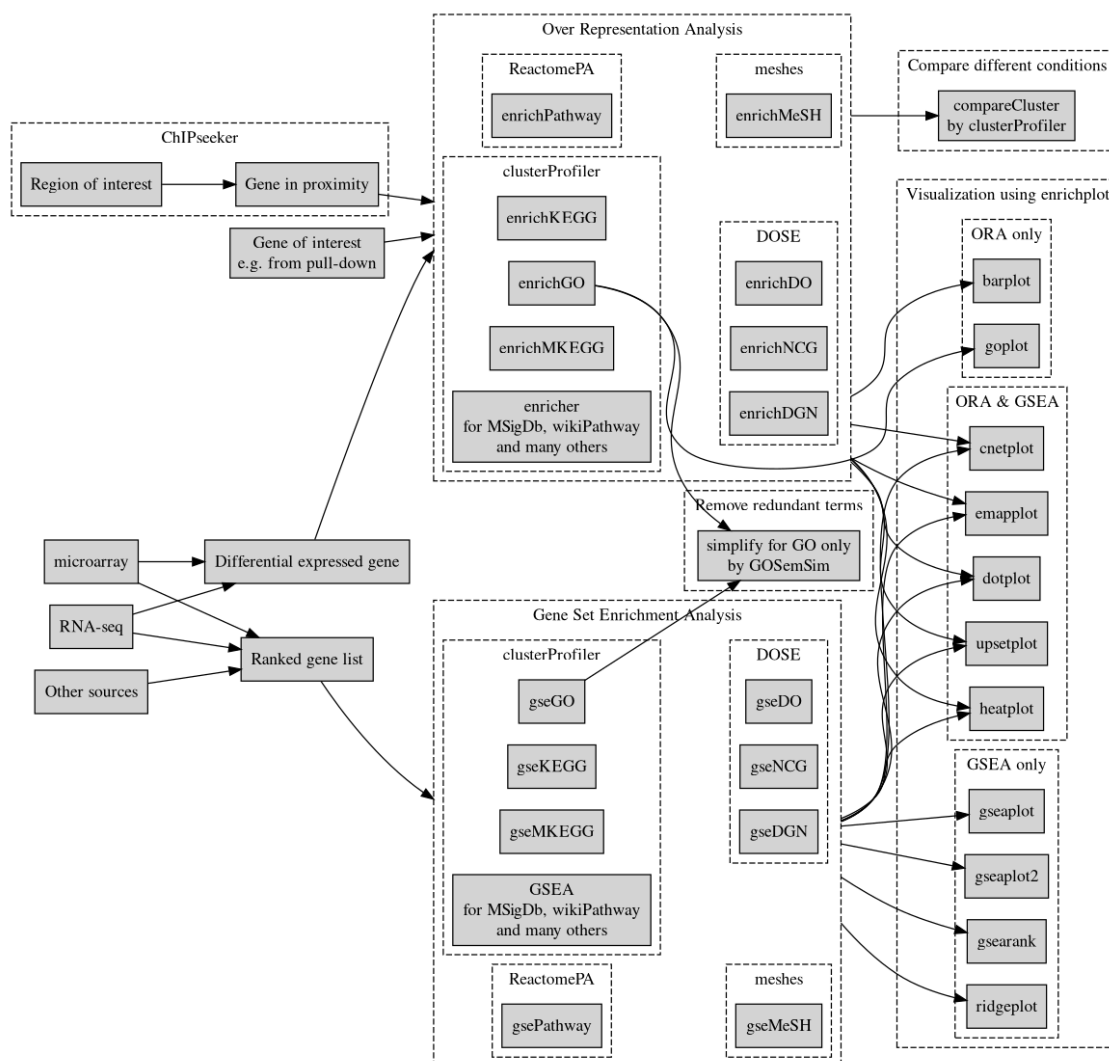 Over Representation Analysis
ReactomePA
enrichPathway
meshes
enrichMeSH
clusterProfiler
enrichKEGG
enrichGO
enrichMKEGG
enricher
for MSigDb, wikiPathway
and many others
DOSE
enrichDO
enrichNCG
enrichDGN
Compare different conditions
compareCluster
by clusterProfiler
ChIPseeker
Region of interest
Gene in proximity
Gene of interest
e.g. from pull-down
Visualization using enrichplot
ORA only
barplot
goplot
ORA & GSEA
cnetplot
emapplot
dotplot
upsetplot
heatplot
GSEA only
gseaplot
gseaplot2
gsearank
ridgeplot
Remove redundant terms
simplify for GO only
by GOSemSim
microarray
Differential expressed gene
RNA-seq
Ranked gene list
Other sources
Gene Set Enrichment Analysis
clusterProfiler
gseGO
gseKEGG
gseMKEGG
GSEA
for MSigDb, wikiPathway
and many others
DOSE
gseDO
gseNCG
gseDGN
ReactomePA
gsePathway
meshes
gseMeSH